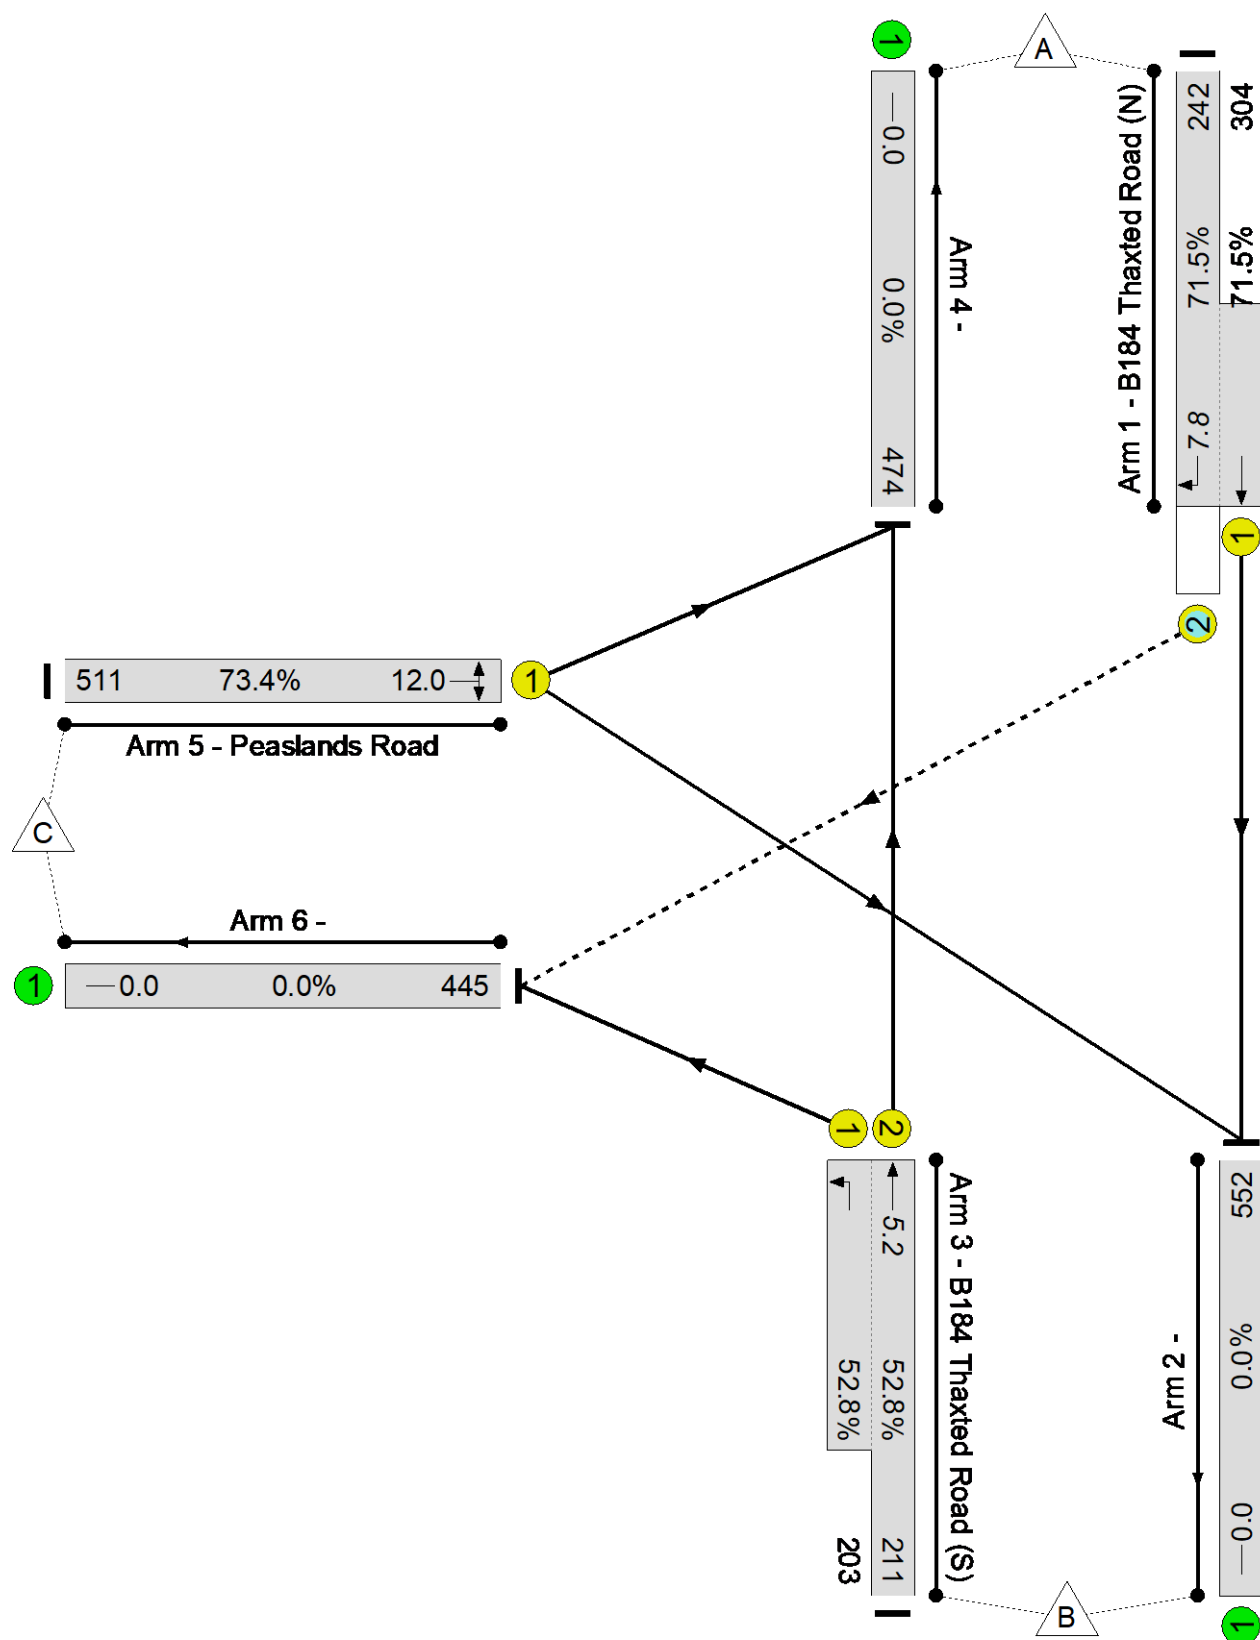 1
A
Arm 1 - B184 Thaxted Road (N)
242 71.5% 7.8
304 71.5%
1
2
0.0 0.0% 474
Arm 4 -
511 73.4% 12.0
1
Arm 5 - Peaslands Road
C
Arm 6 -
1
0.0 0.0% 445
1
2
5.2 52.8% 211
52.8% 203
Arm 3 - B184 Thaxted Road (S)
Arm 2 -
552 0.0% 0.0
B
1